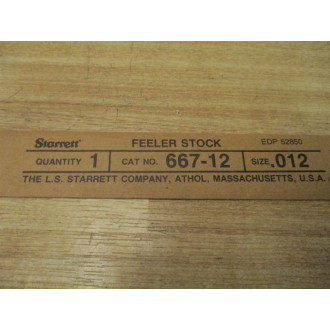 Starrett FEELER STOCK EDP 52850
QUANTITY 1 CAT NO. 667-12 SIZE .012
THE L.S. STARRETT COMPANY, ATHOL, MASSACHUSETTS, U.S.A.